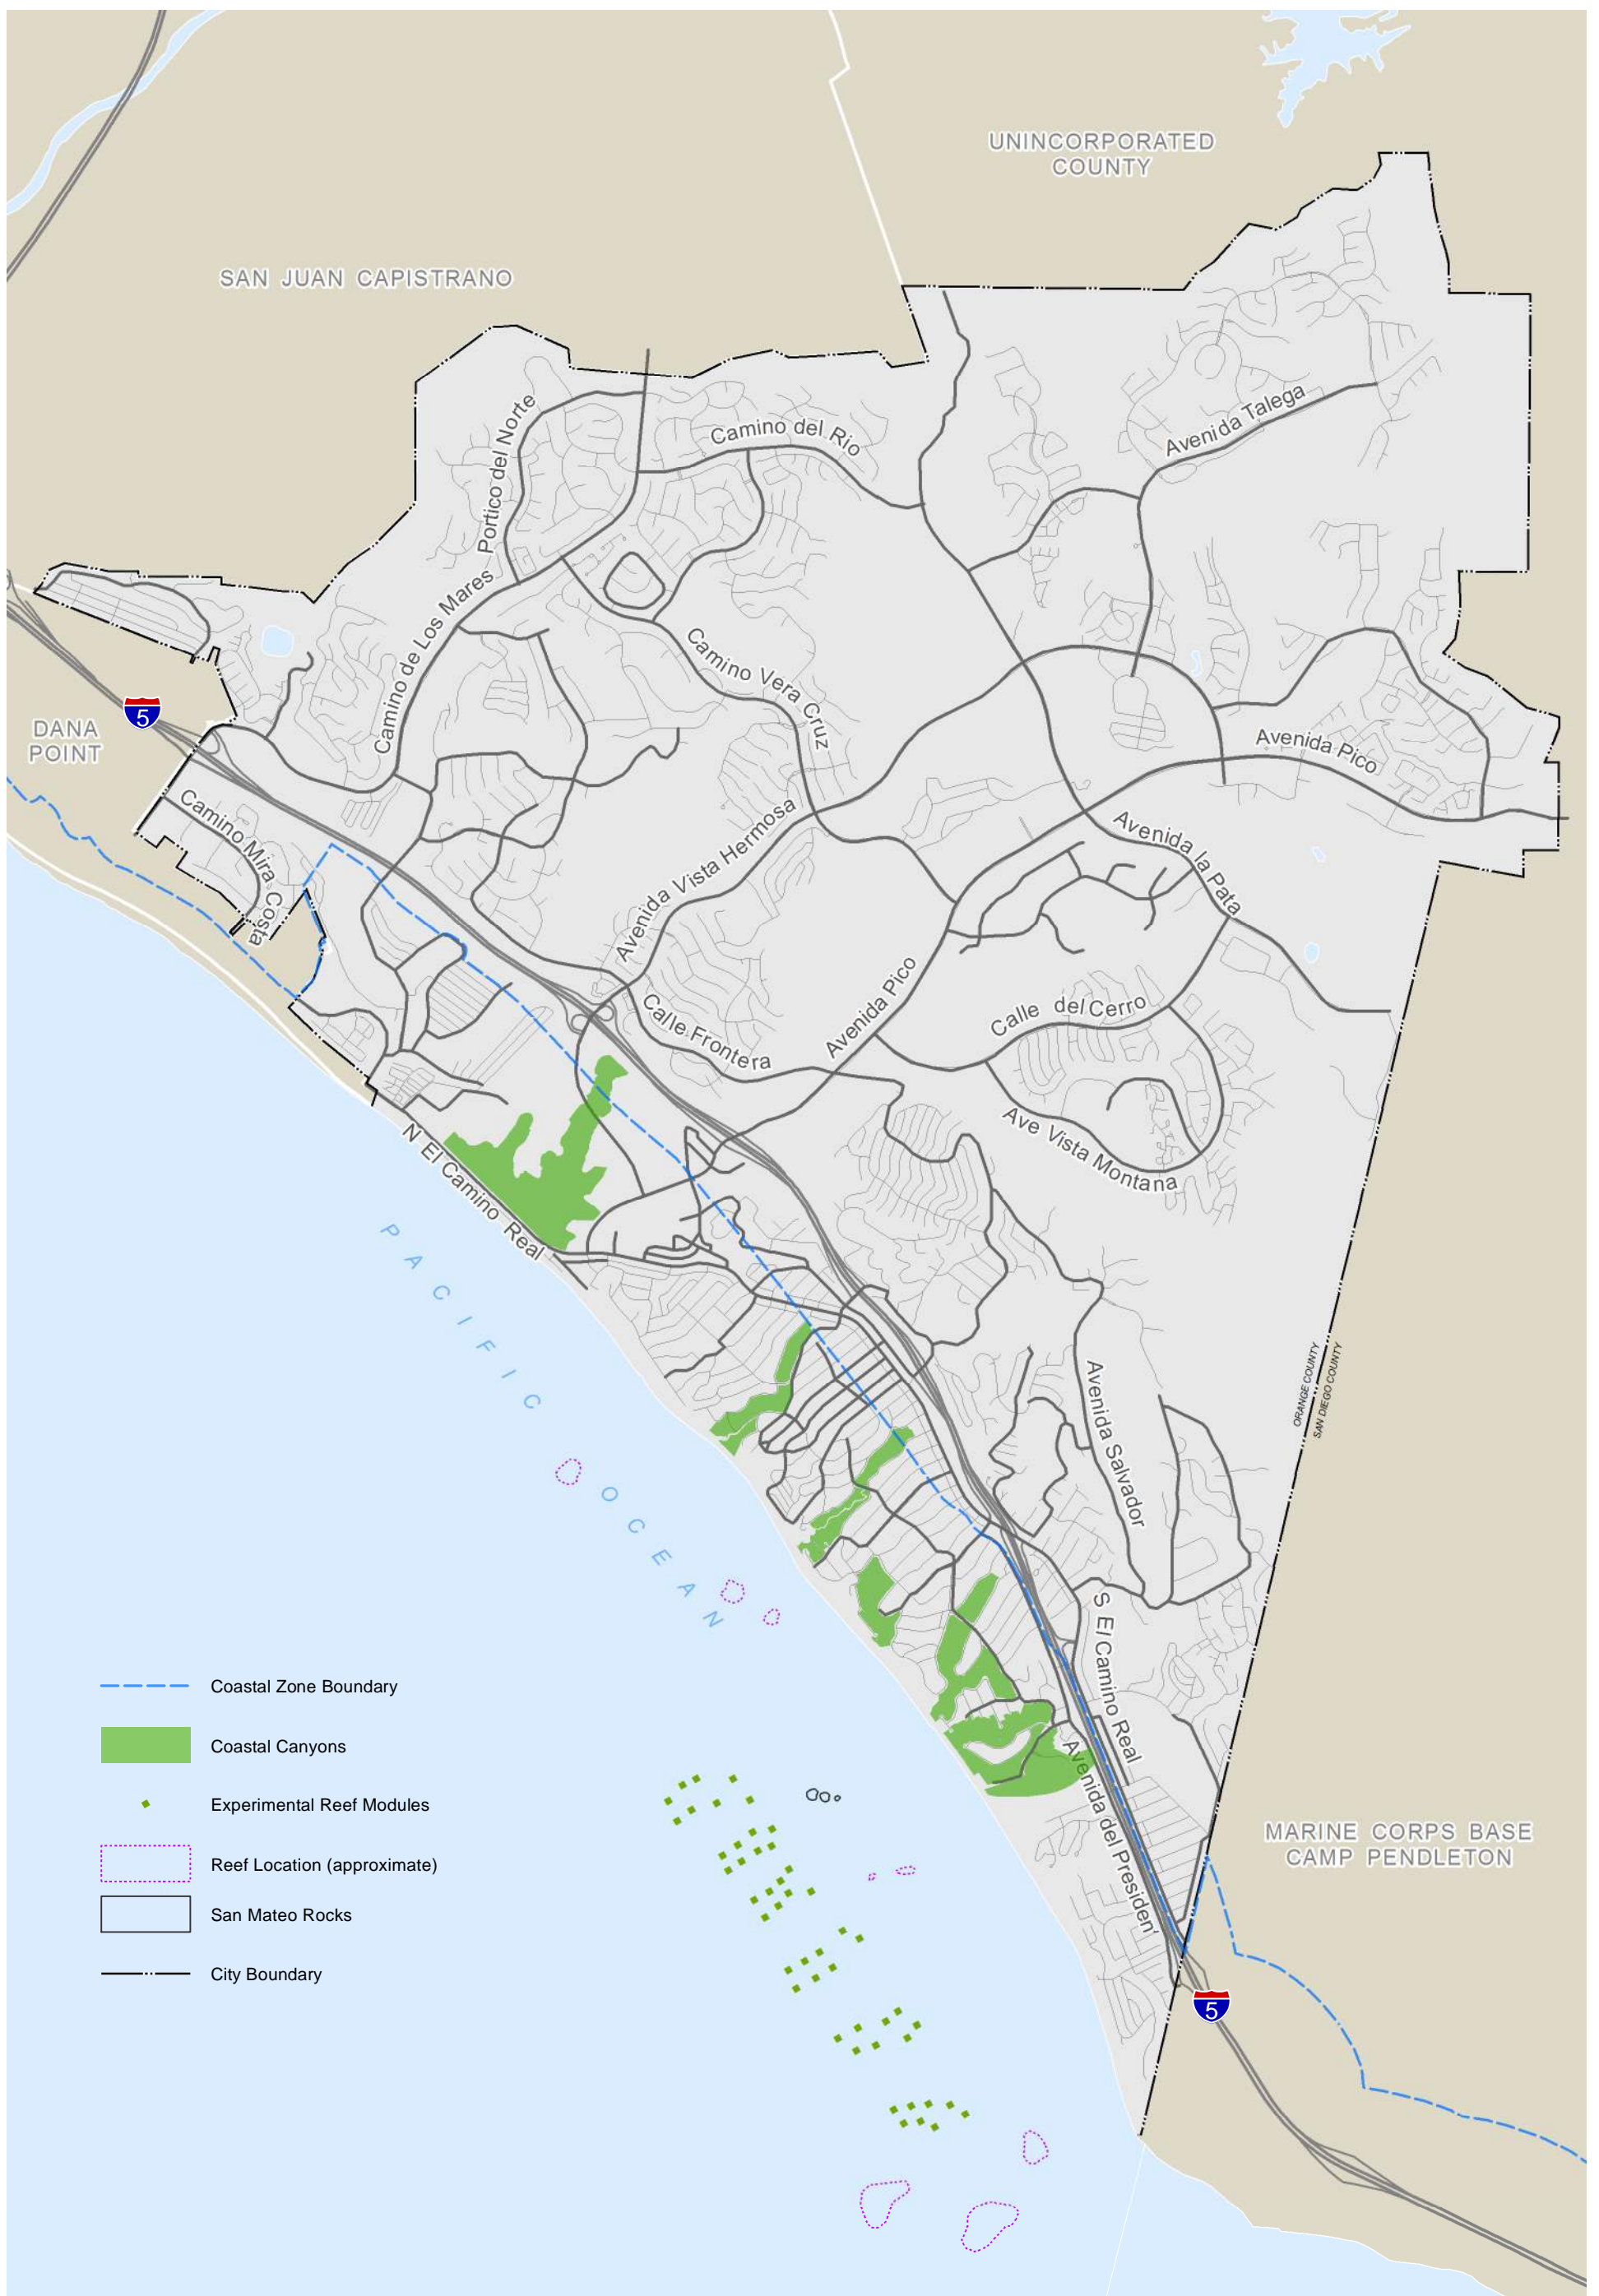 UNINCORPORATED
COUNTY
SAN JUAN CAPISTRANO
Avenida Talega
Portico del Norte
Camino del Rio
Camino de Los Mares
Camino Vera Cruz
5
DANA
POINT
Avenida Pico
Camino Mira Costa
Avenida Vista Hermosa
Avenida la Pata
Avenida Pico
Calle Frontera
Calle del Cerro
Ave Vista Montana
N El Camino Real
PACIFIC OCEAN
ORANGE COUNTY
SAN DIEGO COUNTY
Avenida Salvador
S El Camino Real
Avenida del Presiden
Coastal Zone Boundary
Coastal Canyons
Experimental Reef Modules
Reef Location (approximate)
San Mateo Rocks
City Boundary
MARINE CORPS BASE
CAMP PENDLETON
5